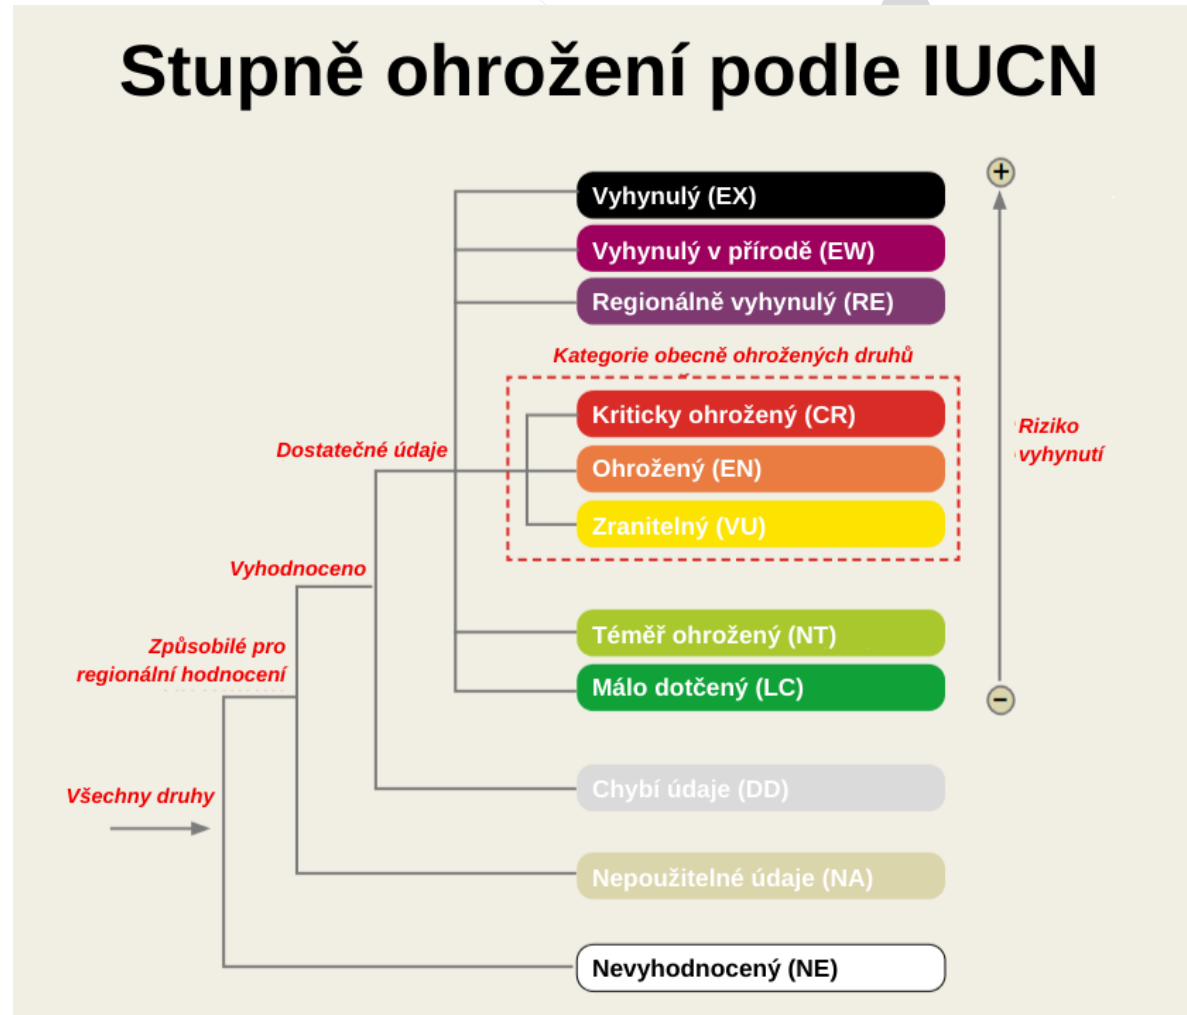 Stupně ohrožení podle IUCN
+
Vyhynulý (EX)
Vyhynulý v přírodě (EW)
Regionálně vyhynulý (RE)
Kategorie obecně ohrožených druhů
Kriticky ohrožený (CR)
Riziko
vyhynutí
Dostatečné údaje
Ohrožený (EN)
Zranitelný (VU)
Vyhodnoceno
Způsobilé pro
regionální hodnocení
Téměř ohrožený (NT)
Málo dotčený (LC)
−
Chybí údaje (DD)
Všechny druhy
Nepoužitelné údaje (NA)
Nevyhodnocený (NE)